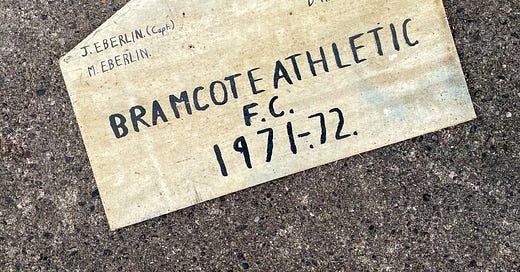 J. EBERLIN. (Capt)
M. EBERLIN.
BRAMCOTE ATHLETIC
F.C.
1971-72.